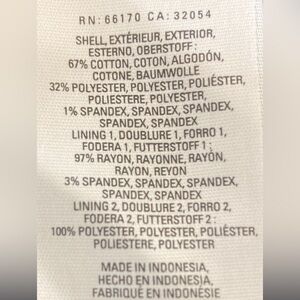 RN: 66170 CA: 32054
SHELL, EXTÉRIEUR, EXTERIOR,
ESTERNO, OBERSTOFF:
67% COTTON, COTON, ALGODÓN,
COTONE, BAUMWOLLE
32% POLYESTER, POLYESTER, POLIÉSTER,
POLIESTERE, POLYESTER,
1% SPANDEX, SPANDEX, SPANDEX,
SPANDEX, SPANDEX
LINING 1, DOUBLURE 1, FORRO 1,
FODERA 1, FUTTERSTOFF 1:
97% RAYON, RAYONNE, RAYÓN,
RAYON, REYON
3% SPANDEX, SPANDEX, SPANDEX,
SPANDEX, SPANDEX
LINING 2, DOUBLURE 2, FORRO 2,
FODERA 2, FUTTERSTOFF 2:
100% POLYESTER, POLYESTER, POLIÉSTER,
POLIESTERE, POLYESTER
MADE IN INDONESIA,
HECHO EN INDONESIA,
FABRIQUÉ EN INDONÉSIE